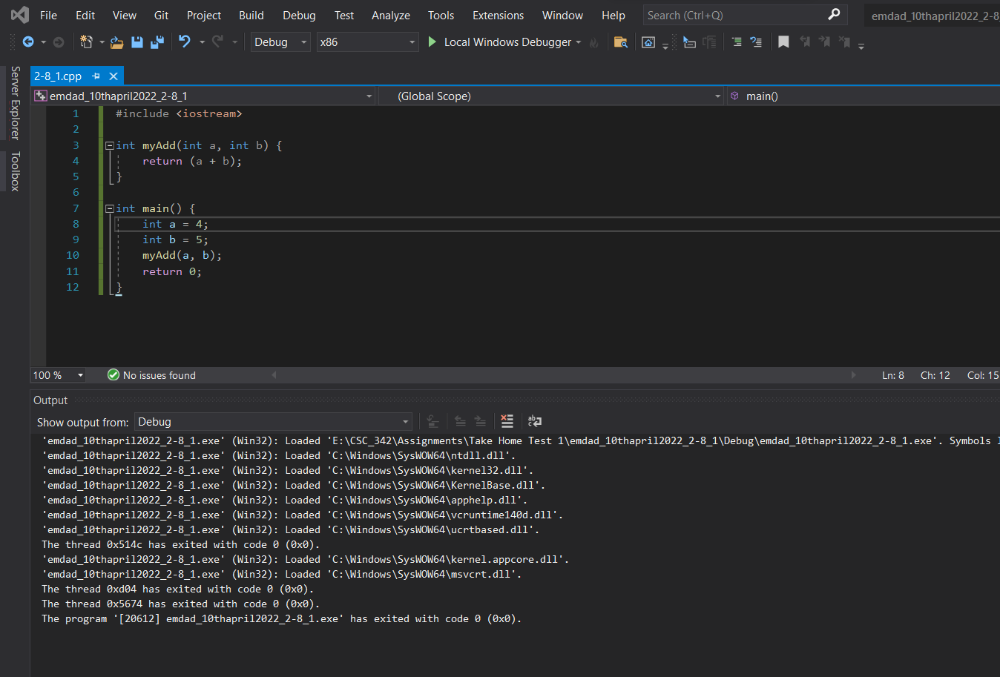 File Edit View Git Project Build Debug Test Analyze Tools Extensions Window Help Search (Ctrl+Q) emdad_10thapril2022_2-8
Debug x86 Local Windows Debugger
Server Explorer
Toolbox
2-8_1.cpp
emdad_10thapril2022_2-8_1 (Global Scope) main()
1 #include <iostream>
2
3 int myAdd(int a, int b) {
4 return (a + b);
5 }
6
7 int main() {
8 int a = 4;
9 int b = 5;
10 myAdd(a, b);
11 return 0;
12 }
100 % No issues found Ln: 8 Ch: 12 Col: 15
Output
Show output from: Debug
'emdad_10thapril2022_2-8_1.exe' (Win32): Loaded 'E:\CSC_342\Assignments\Take Home Test 1\emdad_10thapril2022_2-8_1\Debug\emdad_10thapril2022_2-8_1.exe'. Symbols
'emdad_10thapril2022_2-8_1.exe' (Win32): Loaded 'C:\Windows\SysWOW64\ntdll.dll'.
'emdad_10thapril2022_2-8_1.exe' (Win32): Loaded 'C:\Windows\SysWOW64\kernel32.dll'.
'emdad_10thapril2022_2-8_1.exe' (Win32): Loaded 'C:\Windows\SysWOW64\KernelBase.dll'.
'emdad_10thapril2022_2-8_1.exe' (Win32): Loaded 'C:\Windows\SysWOW64\apphelp.dll'.
'emdad_10thapril2022_2-8_1.exe' (Win32): Loaded 'C:\Windows\SysWOW64\vcruntime140d.dll'.
'emdad_10thapril2022_2-8_1.exe' (Win32): Loaded 'C:\Windows\SysWOW64\ucrtbased.dll'.
The thread 0x514c has exited with code 0 (0x0).
'emdad_10thapril2022_2-8_1.exe' (Win32): Loaded 'C:\Windows\SysWOW64\kernel.appcore.dll'.
'emdad_10thapril2022_2-8_1.exe' (Win32): Loaded 'C:\Windows\SysWOW64\msvcrt.dll'.
The thread 0xd04 has exited with code 0 (0x0).
The thread 0x5674 has exited with code 0 (0x0).
The program '[20612] emdad_10thapril2022_2-8_1.exe' has exited with code 0 (0x0).